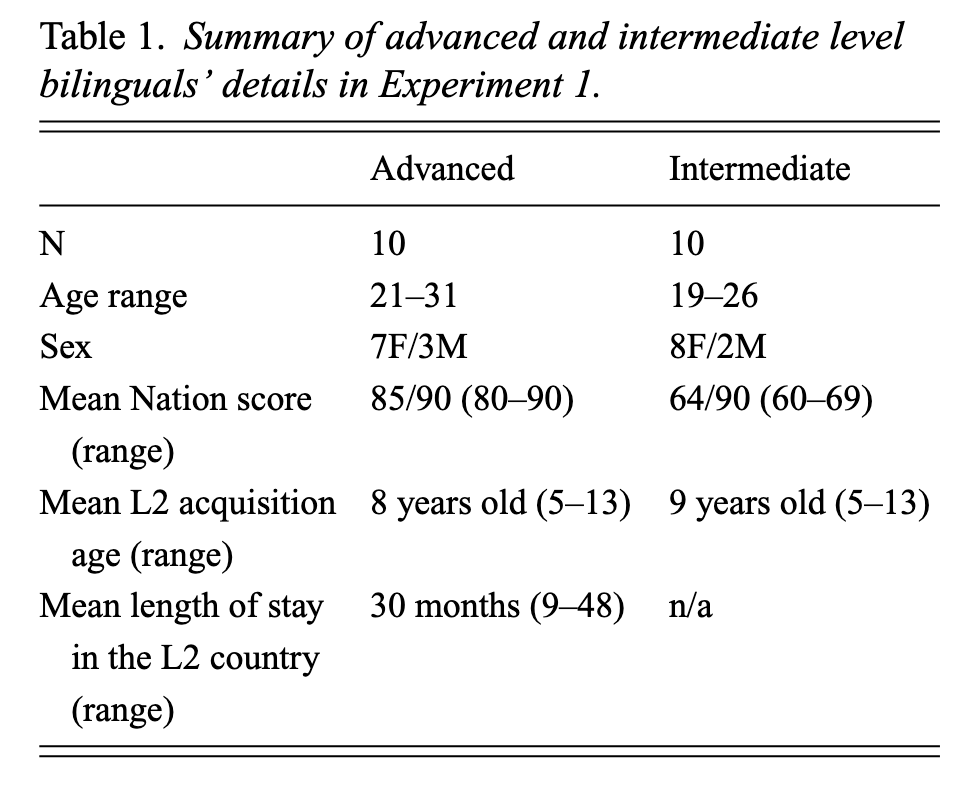 Table 1. Summary of advanced and intermediate level
bilinguals’ details in Experiment 1.
Advanced Intermediate
N 10 10
Age range 21–31 19–26
Sex 7F/3M 8F/2M
Mean Nation score 85/90 (80–90) 64/90 (60–69)
(range)
Mean L2 acquisition 8 years old (5–13) 9 years old (5–13)
age (range)
Mean length of stay 30 months (9–48) n/a
in the L2 country
(range)